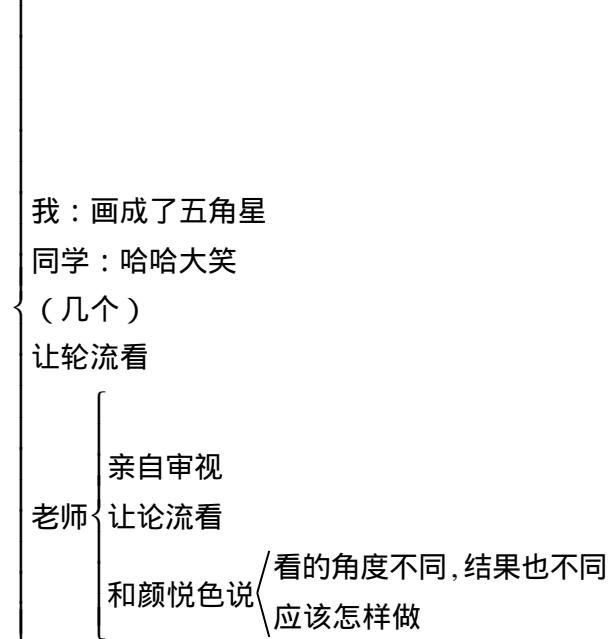 我：画成了五角星
同学：哈哈大笑
（几个）
让轮流看
亲自审视
老师 让论流看
和颜悦色说 看的角度不同,结果也不同
应该怎样做